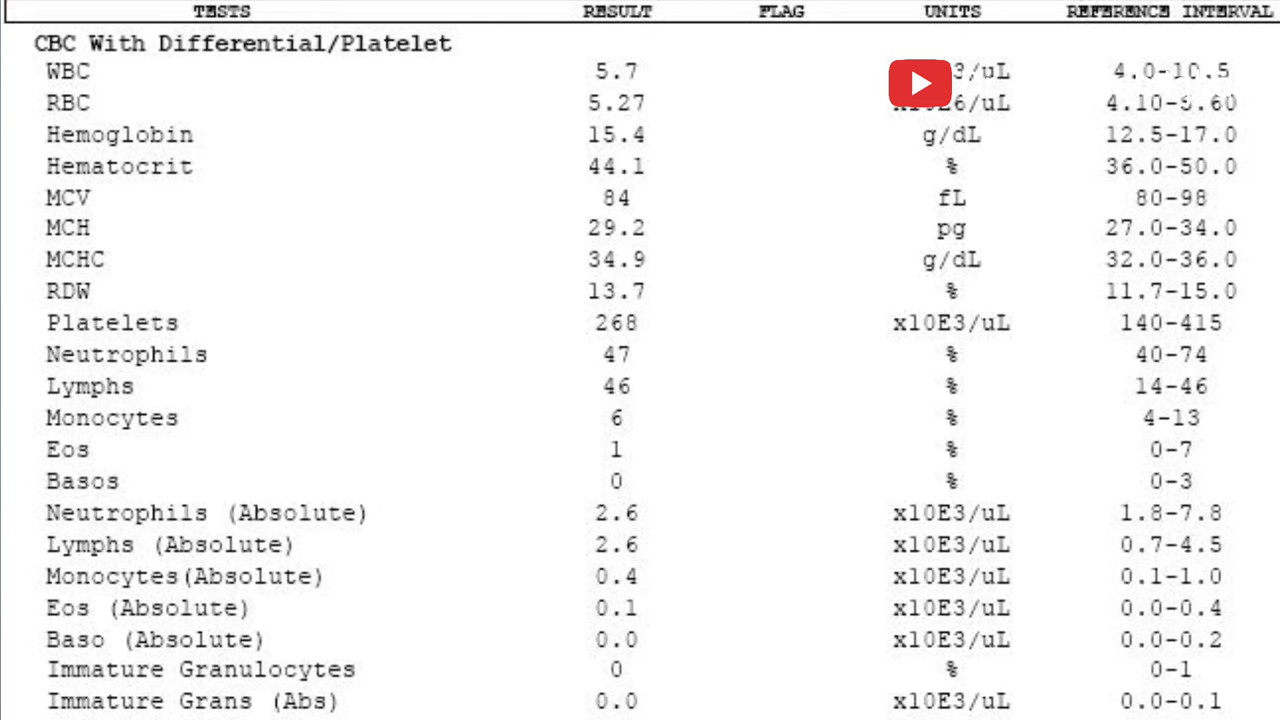 TESTS RESULT FLAG UNITS REFERENCE INTERVAL
CBC With Differential/Platelet
WBC 5.7 3/uL 4.0-10.5
RBC 5.27 x10E6/uL 4.10-5.60
Hemoglobin 15.4 g/dL 12.5-17.0
Hematocrit 44.1 % 36.0-50.0
MCV 84 fL 80-98
MCH 29.2 pg 27.0-34.0
MCHC 34.9 g/dL 32.0-36.0
RDW 13.7 % 11.7-15.0
Platelets 268 x10E3/uL 140-415
Neutrophils 47 % 40-74
Lymphs 46 % 14-46
Monocytes 6 % 4-13
Eos 1 % 0-7
Basos 0 % 0-3
Neutrophils (Absolute) 2.6 x10E3/uL 1.8-7.8
Lymphs (Absolute) 2.6 x10E3/uL 0.7-4.5
Monocytes(Absolute) 0.4 x10E3/uL 0.1-1.0
Eos (Absolute) 0.1 x10E3/uL 0.0-0.4
Baso (Absolute) 0.0 x10E3/uL 0.0-0.2
Immature Granulocytes 0 % 0-1
Immature Grans (Abs) 0.0 x10E3/uL 0.0-0.1